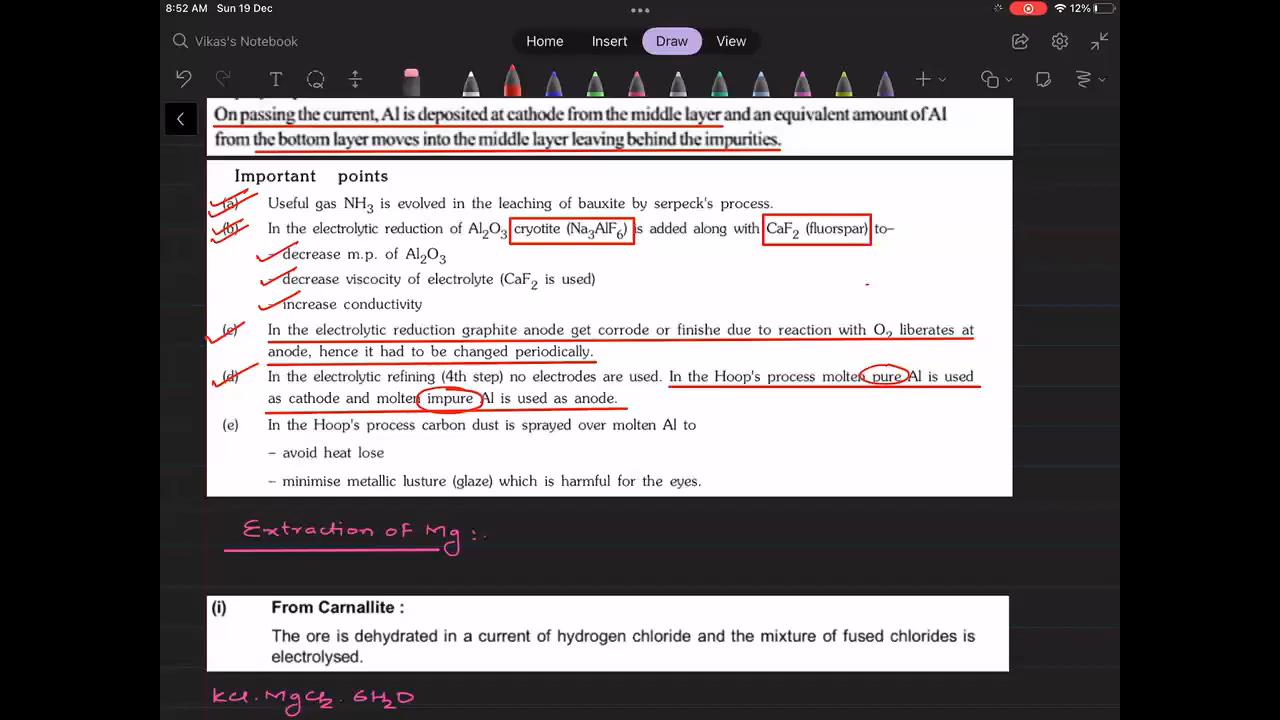 8:52 AM Sun 19 Dec
12%
Vikas's Notebook
Home Insert Draw View
On passing the current, Al is deposited at cathode from the middle layer and an equivalent amount of Al
from the bottom layer moves into the middle layer leaving behind the impurities.
Important points
(a) Useful gas NH3 is evolved in the leaching of bauxite by serpeck's process.
(b) In the electrolytic reduction of Al2O3 cryotite (Na3AlF6) is added along with CaF2 (fluorspar) to–
– decrease m.p. of Al2O3
– decrease viscocity of electrolyte (CaF2 is used)
– increase conductivity
(c) In the electrolytic reduction graphite anode get corrode or finishe due to reaction with O2 liberates at
anode, hence it had to be changed periodically.
(d) In the electrolytic refining (4th step) no electrodes are used. In the Hoop's process molten pure Al is used
as cathode and molten impure Al is used as anode.
(e) In the Hoop's process carbon dust is sprayed over molten Al to
– avoid heat lose
– minimise metallic lusture (glaze) which is harmful for the eyes.
Extraction of Mg :.
(i) From Carnallite :
The ore is dehydrated in a current of hydrogen chloride and the mixture of fused chlorides is
electrolysed.
KCl. MgCl2. 6H2O